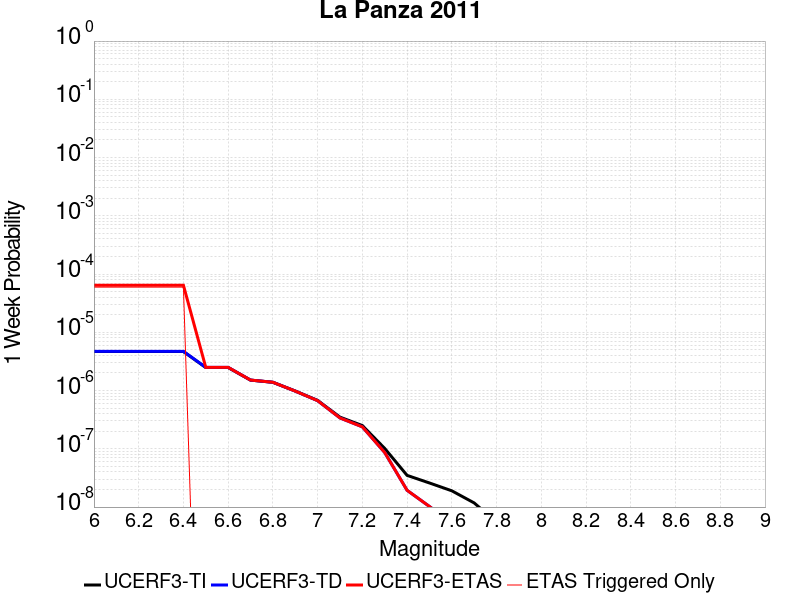 La Panza 2011
10^0
10^-1
10^-2
10^-3
10^-4
10^-5
10^-6
10^-7
10^-8
1 Week Probability
6 6.2 6.4 6.6 6.8 7 7.2 7.4 7.6 7.8 8 8.2 8.4 8.6 8.8 9
Magnitude
UCERF3-TI UCERF3-TD UCERF3-ETAS ETAS Triggered Only